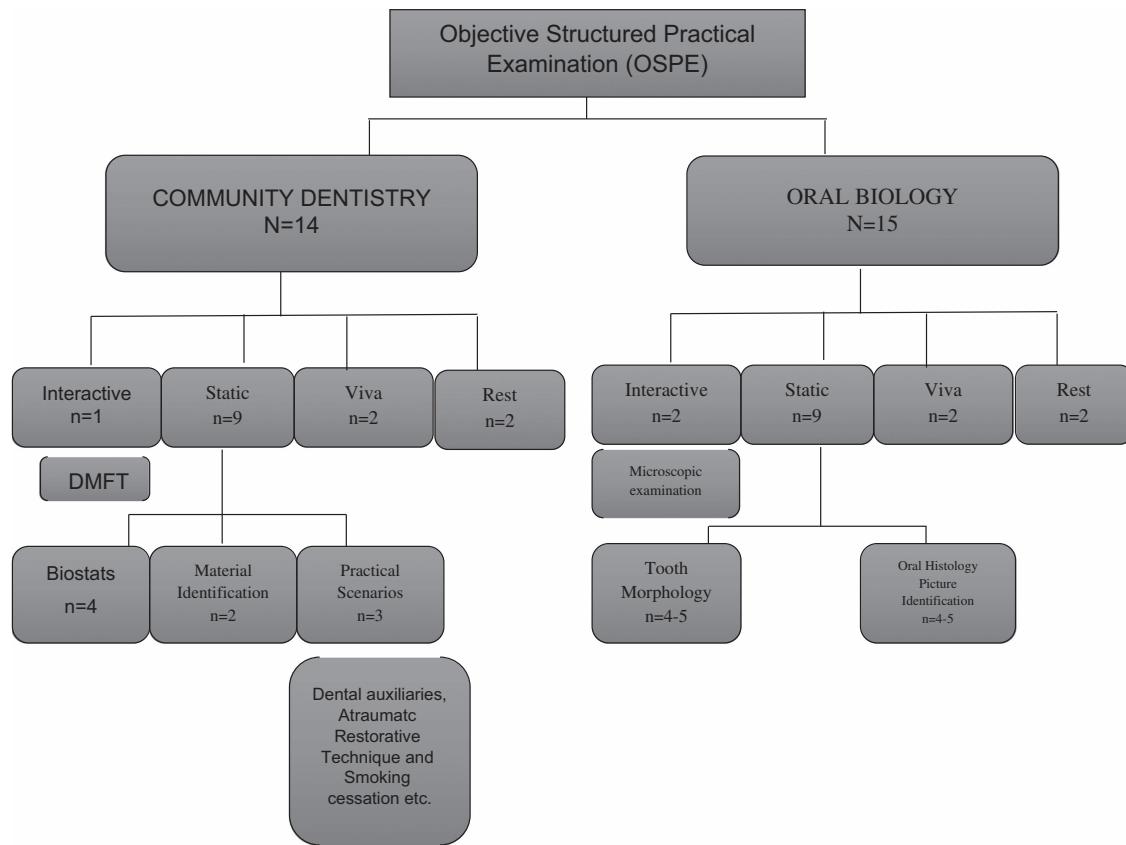 Objective Structured Practical
Examination (OSPE)
COMMUNITY DENTISTRY
N=14
ORAL BIOLOGY
N=15
Interactive
n=1
Static
n=9
Viva
n=2
Rest
n=2
Interactive
n=2
Static
n=9
Viva
n=2
Rest
n=2
DMFT
Microscopic
examination
Biostats
n=4
Material
Identification
n=2
Practical
Scenarios
n=3
Tooth
Morphology
n=4-5
Oral Histology
Picture
Identification
n=4-5
Dental auxiliaries,
Atraumatc
Restorative
Technique and
Smoking
cessation etc.